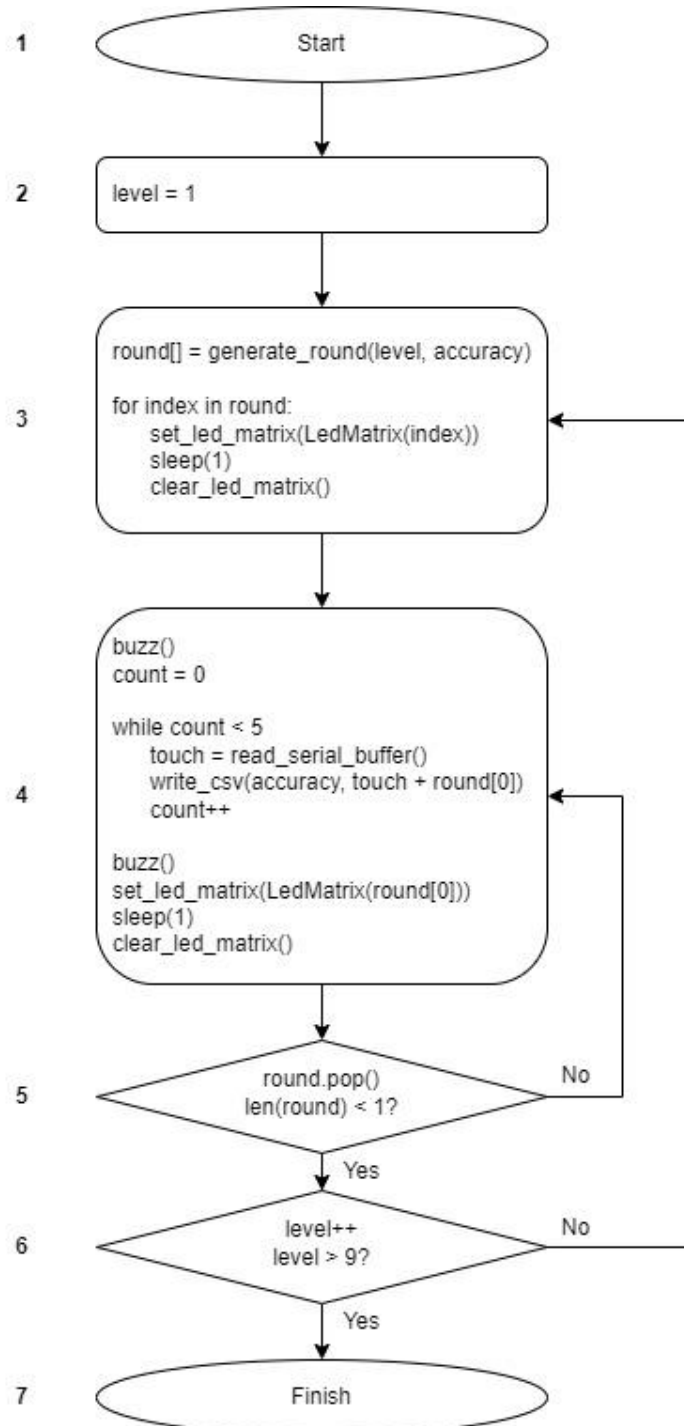 1
Start
2
level = 1
3
round[] = generate_round(level, accuracy)
for index in round:
set_led_matrix(LedMatrix(index))
sleep(1)
clear_led_matrix()
4
buzz()
count = 0
while count < 5
touch = read_serial_buffer()
write_csv(accuracy, touch + round[0])
count++
buzz()
set_led_matrix(LedMatrix(round[0]))
sleep(1)
clear_led_matrix()
5
round.pop()
len(round) < 1?
No
Yes
6
level++
level > 9?
No
Yes
7
Finish